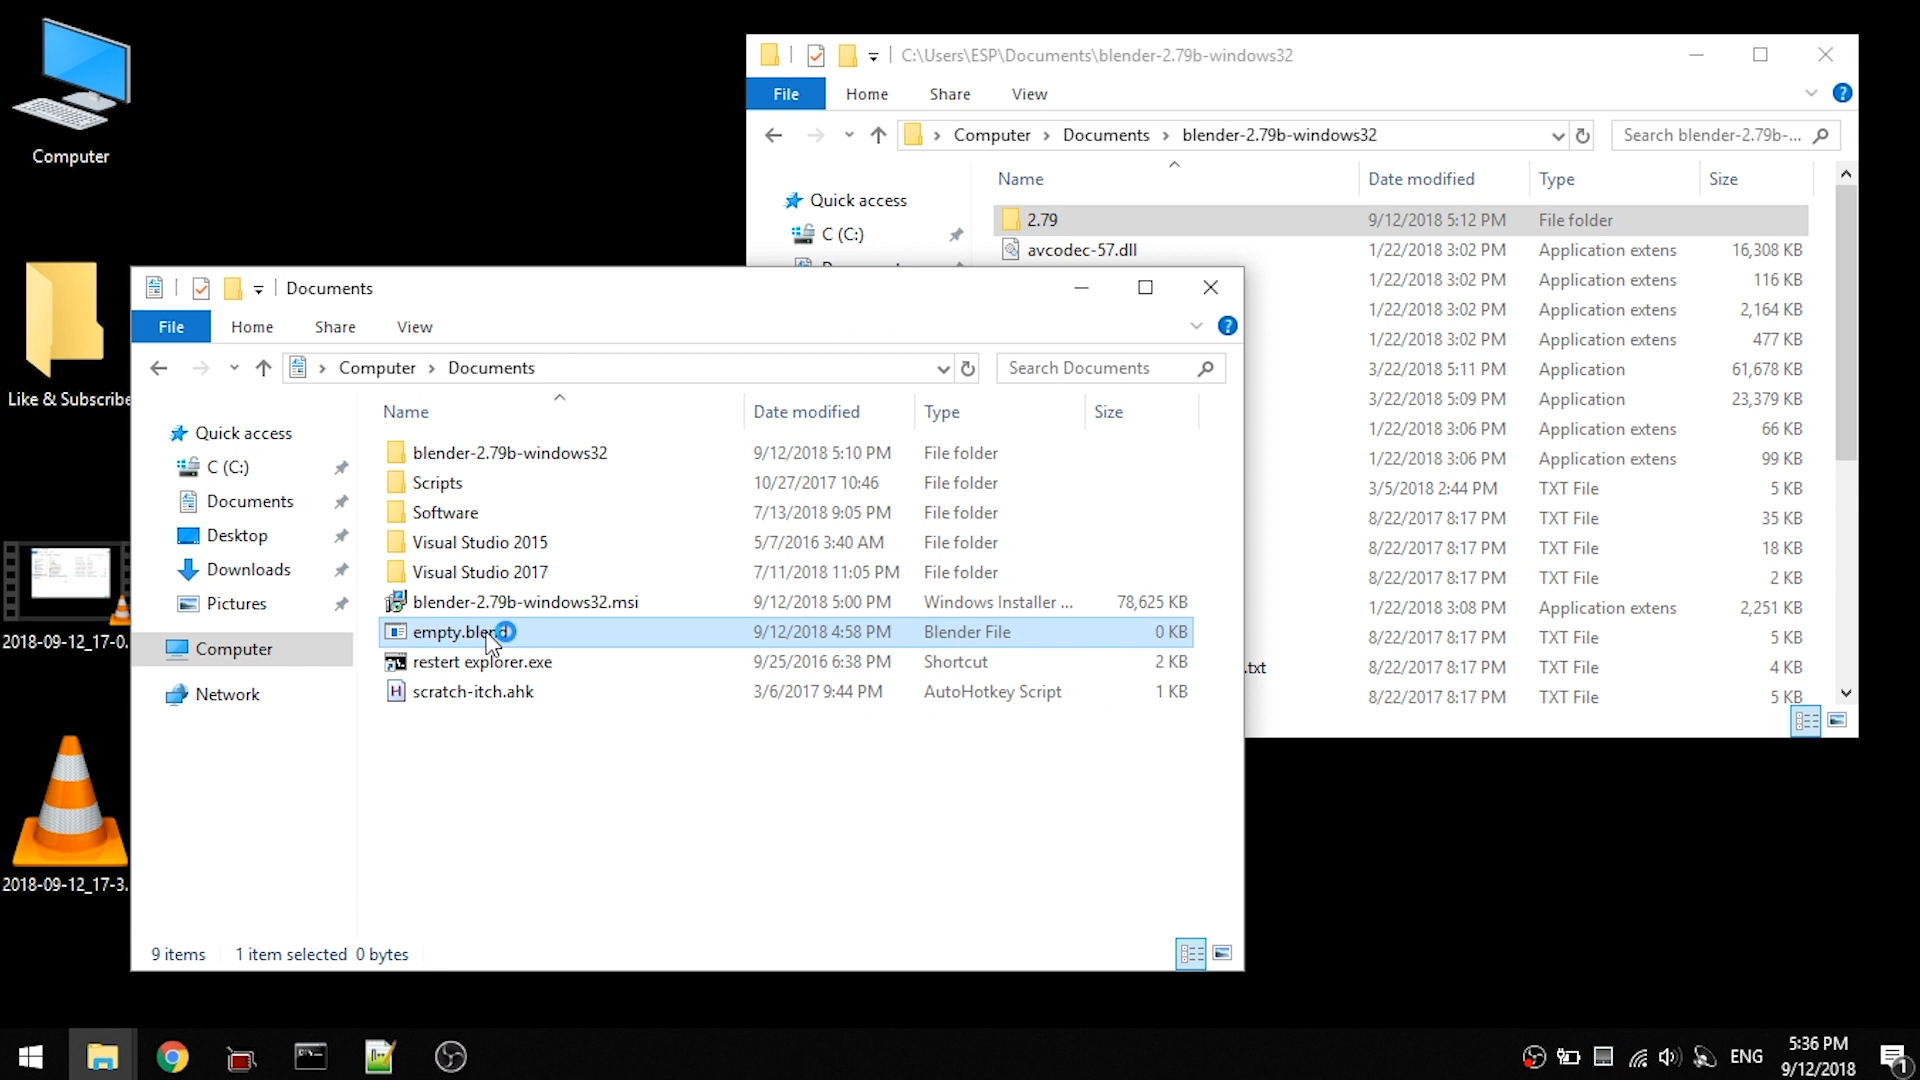 Computer
Like & Subscribe
2018-09-12_17-0.
2018-09-12_17-3.
C:\Users\ESP\Documents\blender-2.79b-windows32
File Home Share View
Computer Documents blender-2.79b-windows32 Search blender-2.79b-...
Name Date modified Type Size
Quick access
C (C:)
2.79 9/12/2018 5:12 PM File folder
avcodec-57.dll 1/22/2018 3:02 PM Application extens 16,308 KB
1/22/2018 3:02 PM Application extens 116 KB
1/22/2018 3:02 PM Application extens 2,164 KB
1/22/2018 3:02 PM Application extens 477 KB
3/22/2018 5:11 PM Application 61,678 KB
3/22/2018 5:09 PM Application 23,379 KB
1/22/2018 3:06 PM Application extens 66 KB
1/22/2018 3:06 PM Application extens 99 KB
3/5/2018 2:44 PM TXT File 5 KB
8/22/2017 8:17 PM TXT File 35 KB
8/22/2017 8:17 PM TXT File 18 KB
8/22/2017 8:17 PM TXT File 2 KB
1/22/2018 3:08 PM Application extens 2,251 KB
8/22/2017 8:17 PM TXT File 5 KB
.txt 8/22/2017 8:17 PM TXT File 4 KB
8/22/2017 8:17 PM TXT File 5 KB
Documents
File Home Share View
Computer Documents Search Documents
Name Date modified Type Size
Quick access
C (C:)
Documents
Desktop
Downloads
Pictures
Computer
Network
blender-2.79b-windows32 9/12/2018 5:10 PM File folder
Scripts 10/27/2017 10:46 File folder
Software 7/13/2018 9:05 PM File folder
Visual Studio 2015 5/7/2016 3:40 AM File folder
Visual Studio 2017 7/11/2018 11:05 PM File folder
blender-2.79b-windows32.msi 9/12/2018 5:00 PM Windows Installer ... 78,625 KB
empty.blend 9/12/2018 4:58 PM Blender File 0 KB
restert explorer.exe 9/25/2016 6:38 PM Shortcut 2 KB
scratch-itch.ahk 3/6/2017 9:44 PM AutoHotkey Script 1 KB
9 items 1 item selected 0 bytes
ENG
5:36 PM
9/12/2018
1